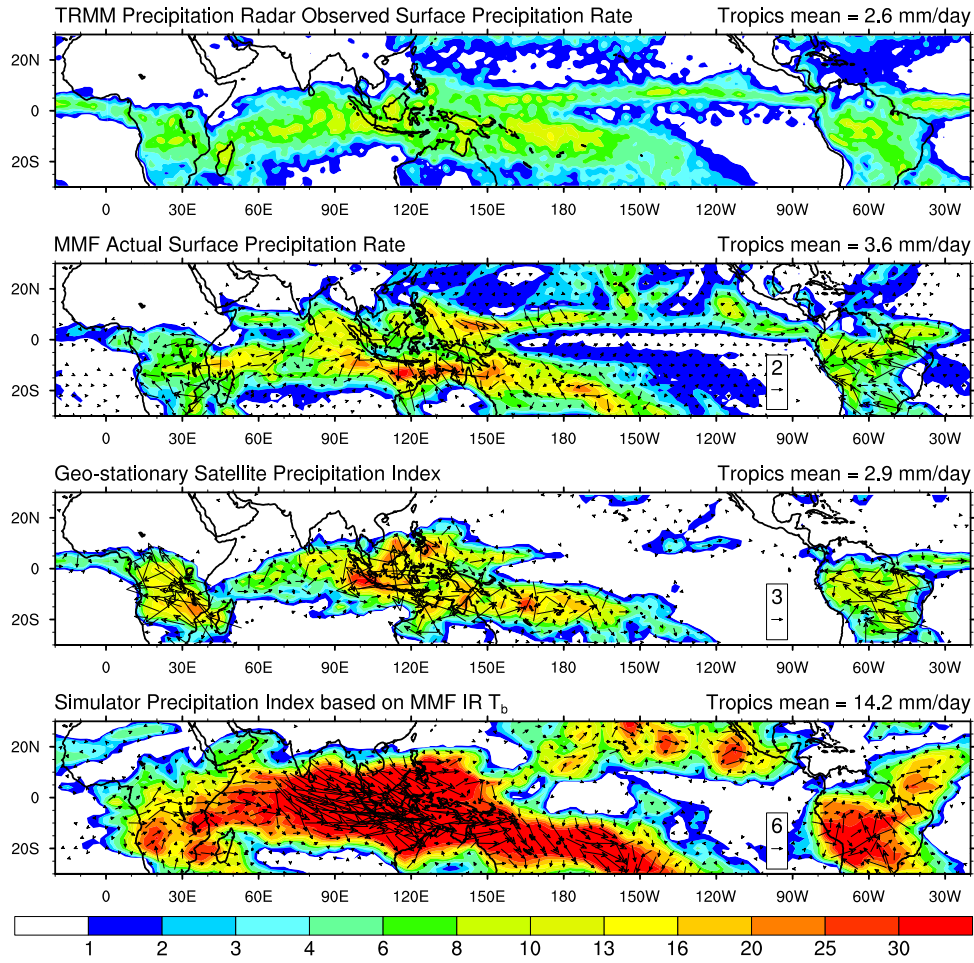 TRMM Precipitation Radar Observed Surface Precipitation Rate Tropics mean = 2.6 mm/day
20N
0
20S
0 30E 60E 90E 120E 150E 180 150W 120W 90W 60W 30W
MMF Actual Surface Precipitation Rate Tropics mean = 3.6 mm/day
20N
0
2
20S
0 30E 60E 90E 120E 150E 180 150W 120W 90W 60W 30W
Geo-stationary Satellite Precipitation Index Tropics mean = 2.9 mm/day
20N
0
3
20S
0 30E 60E 90E 120E 150E 180 150W 120W 90W 60W 30W
Simulator Precipitation Index based on MMF IR T_b Tropics mean = 14.2 mm/day
20N
0
6
20S
0 30E 60E 90E 120E 150E 180 150W 120W 90W 60W 30W
1 2 3 4 6 8 10 13 16 20 25 30